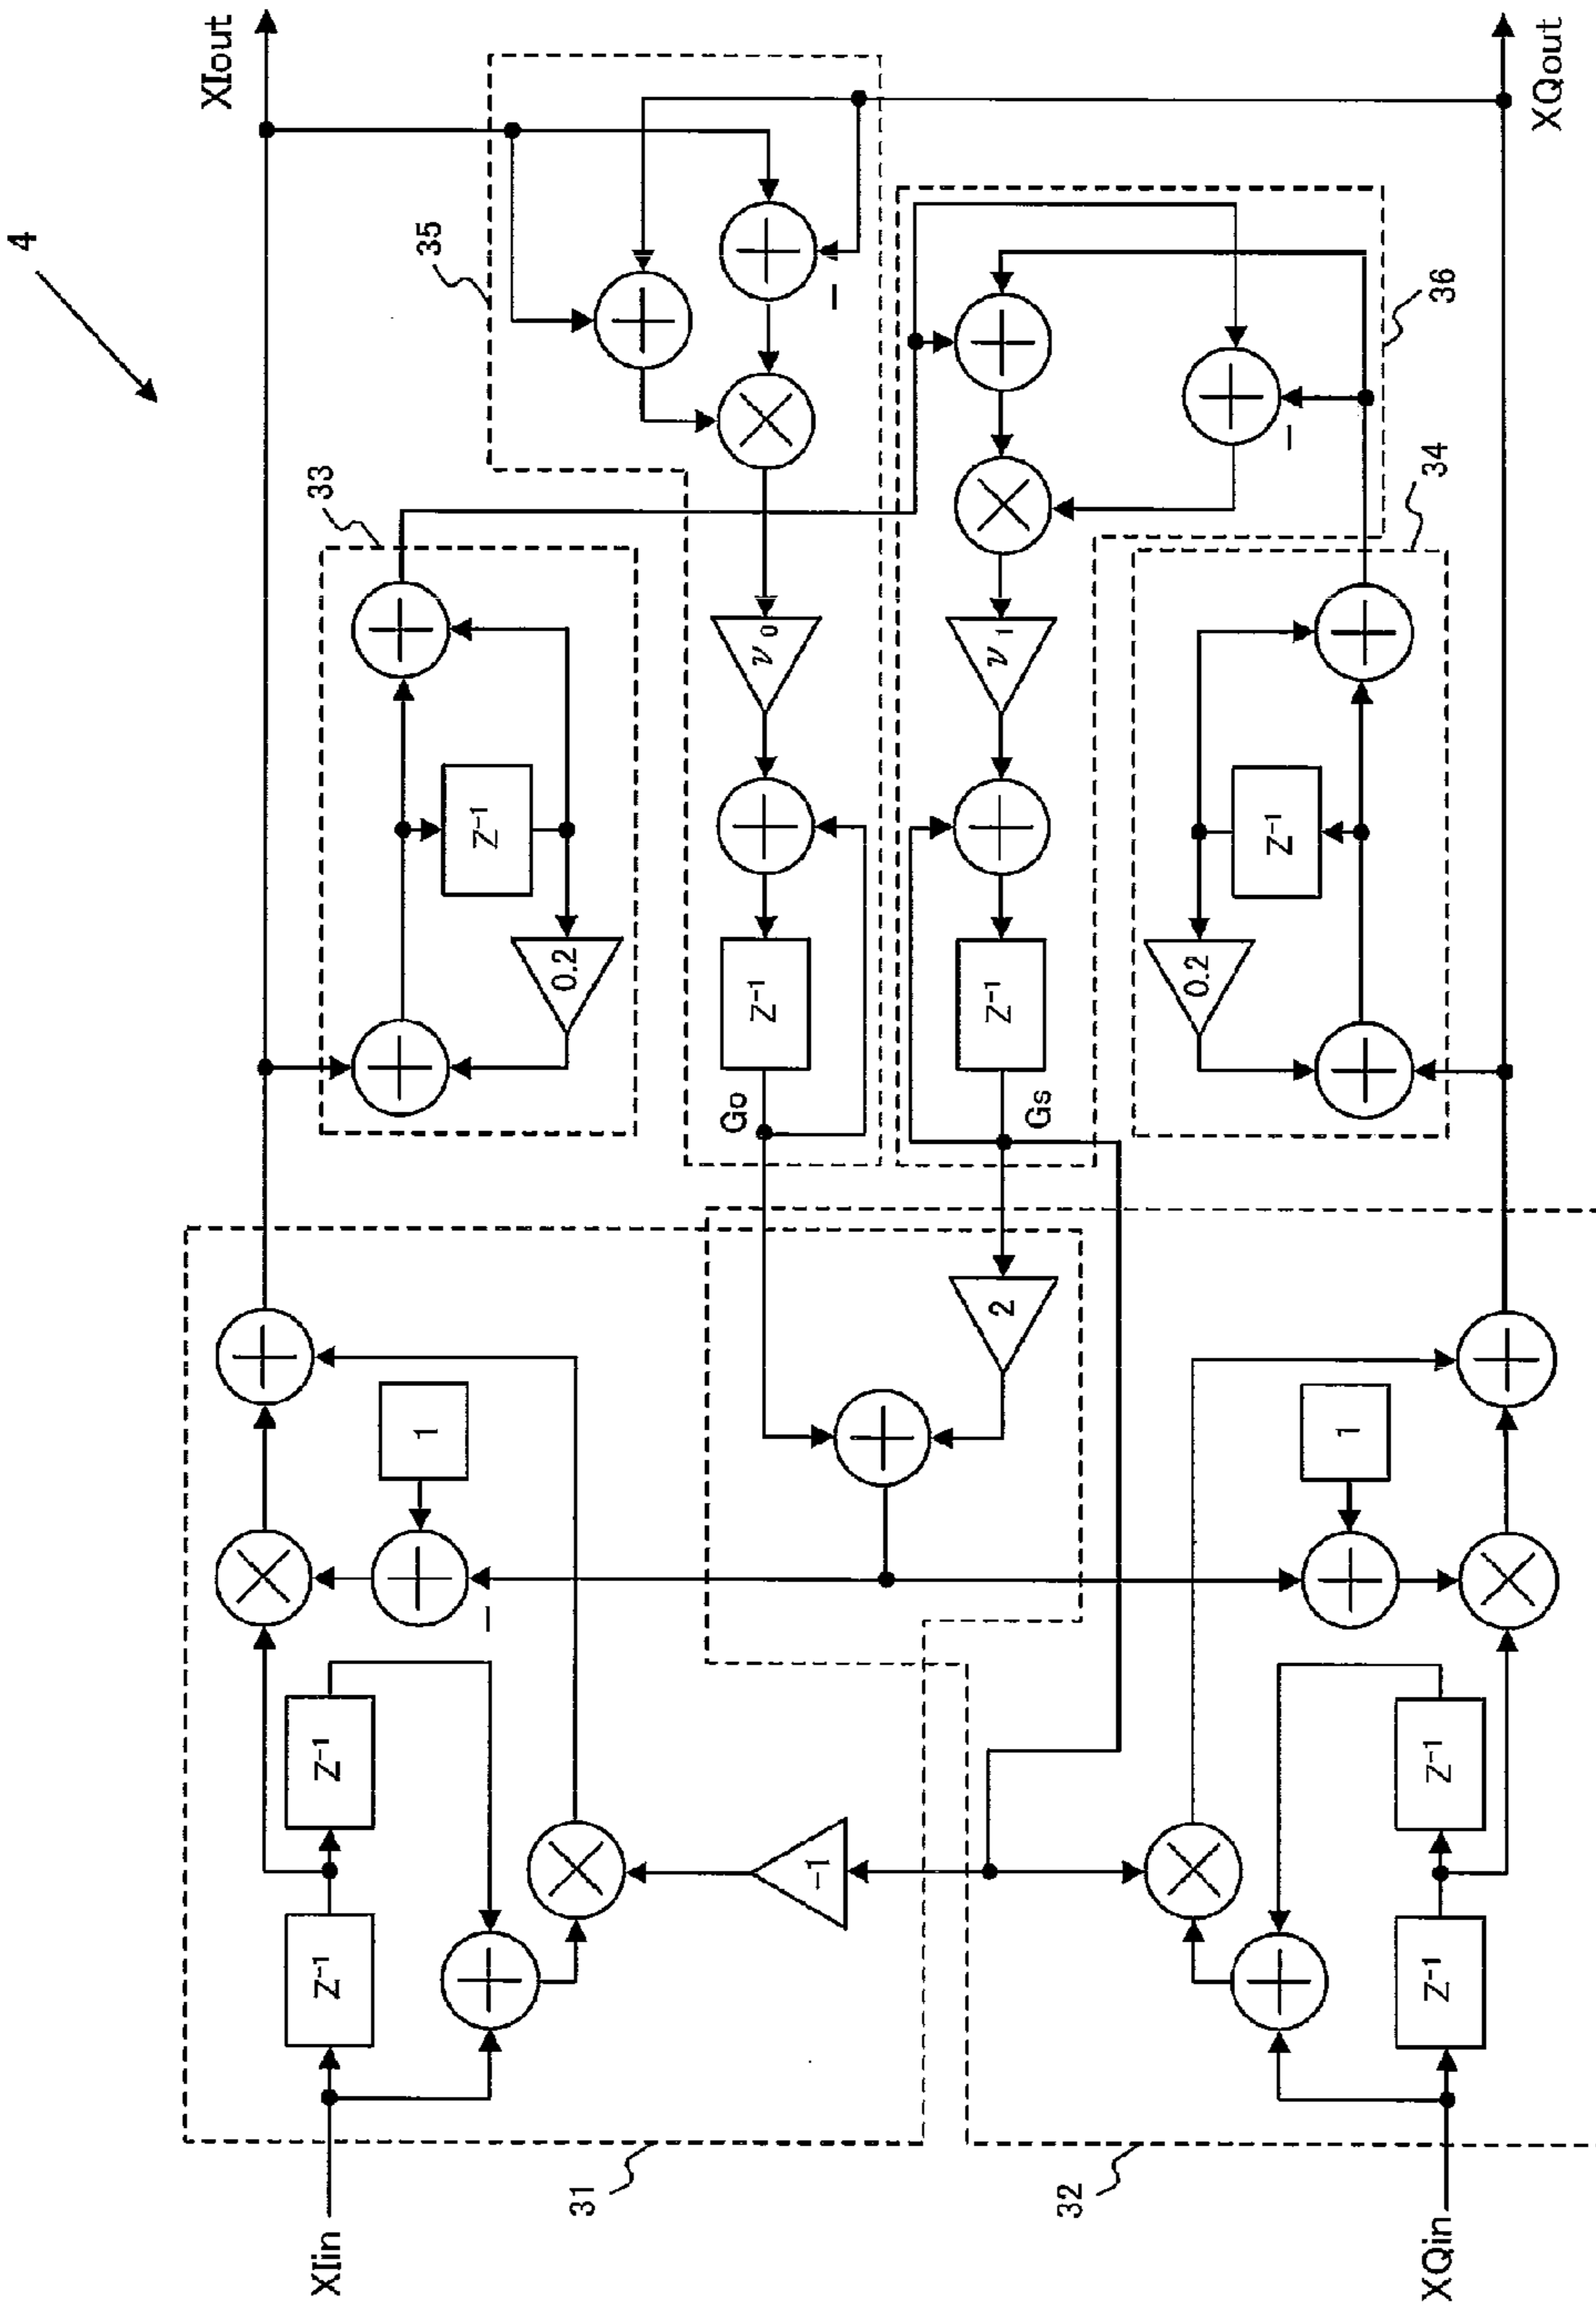 4
XIin
31
Z⁻¹
Z⁻¹
−
1
−1
XIout
33
0.2
Z⁻¹
35
−
ν₀
Z⁻¹
Go
2
Gs
Z⁻¹
ν₁
−
36
34
0.2
Z⁻¹
XQin
32
Z⁻¹
Z⁻¹
1
XQout